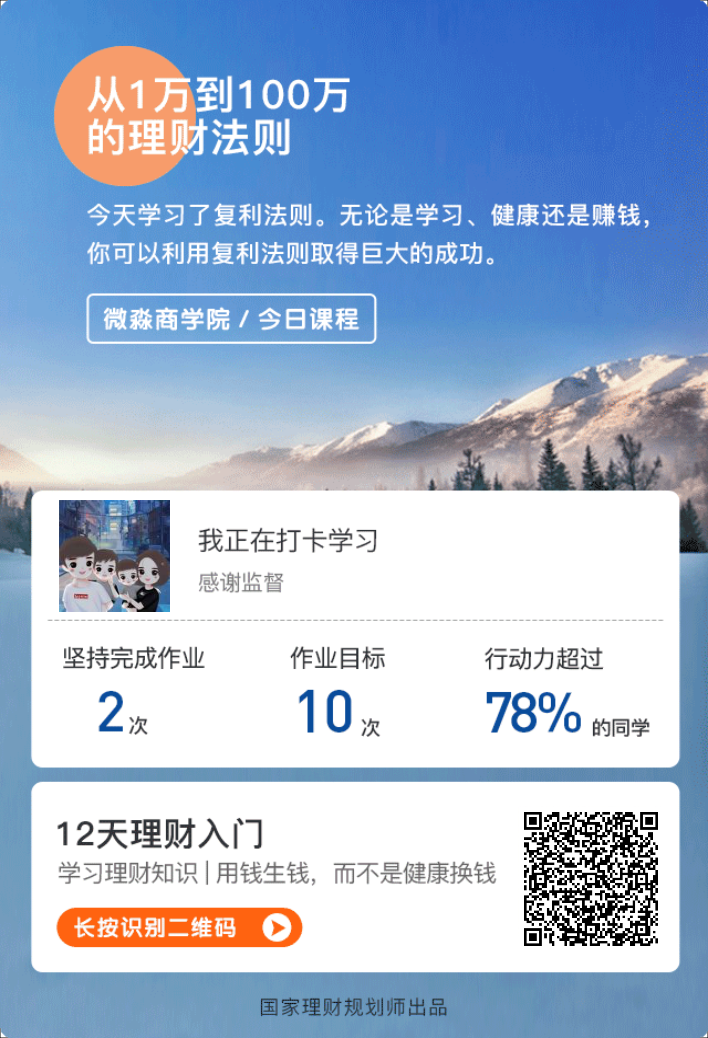 从1万到100万
的理财法则
今天学习了复利法则。无论是学习、健康还是赚钱，
你可以利用复利法则取得巨大的成功。
微淼商学院 / 今日课程
我正在打卡学习
感谢监督
坚持完成作业 作业目标 行动力超过
2次 10次 78%的同学
12天理财入门
学习理财知识 | 用钱生钱，而不是健康换钱
长按识别二维码
国家理财规划师出品